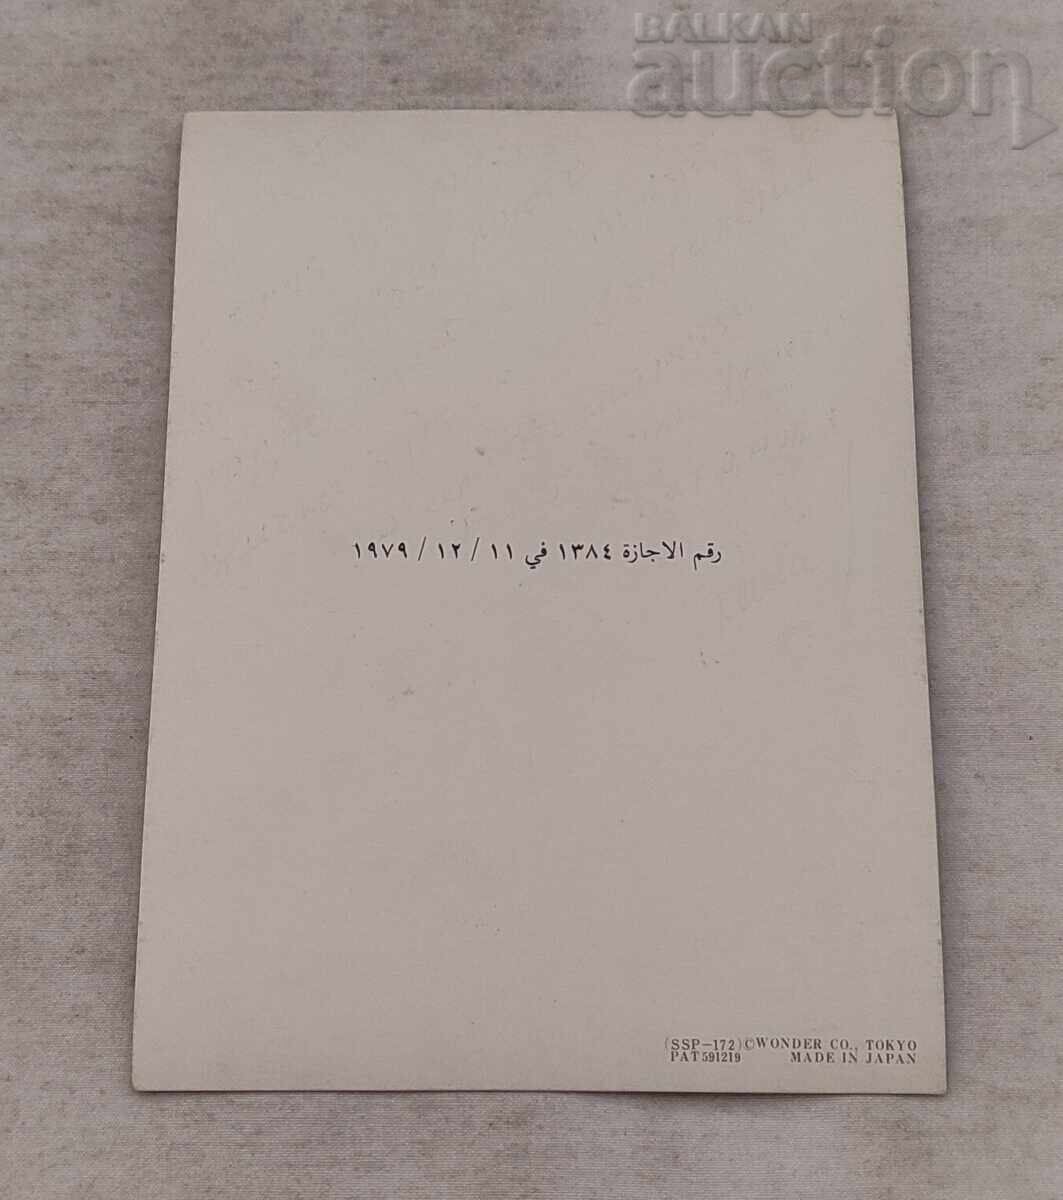 BALKAN
auction
رقم الاجازة ١٣٨٤ في ١١ / ١٢ / ١٩٧٩
(SSP-172)©WONDER CO., TOKYO
PAT 591219 MADE IN JAPAN